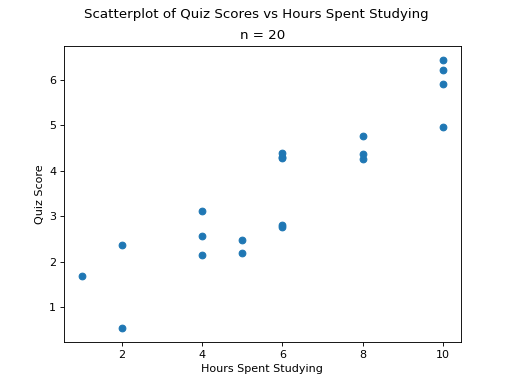 Scatterplot of Quiz Scores vs Hours Spent Studying
n = 20
6
5
4
3
2
1
Quiz Score
2 4 6 8 10
Hours Spent Studying